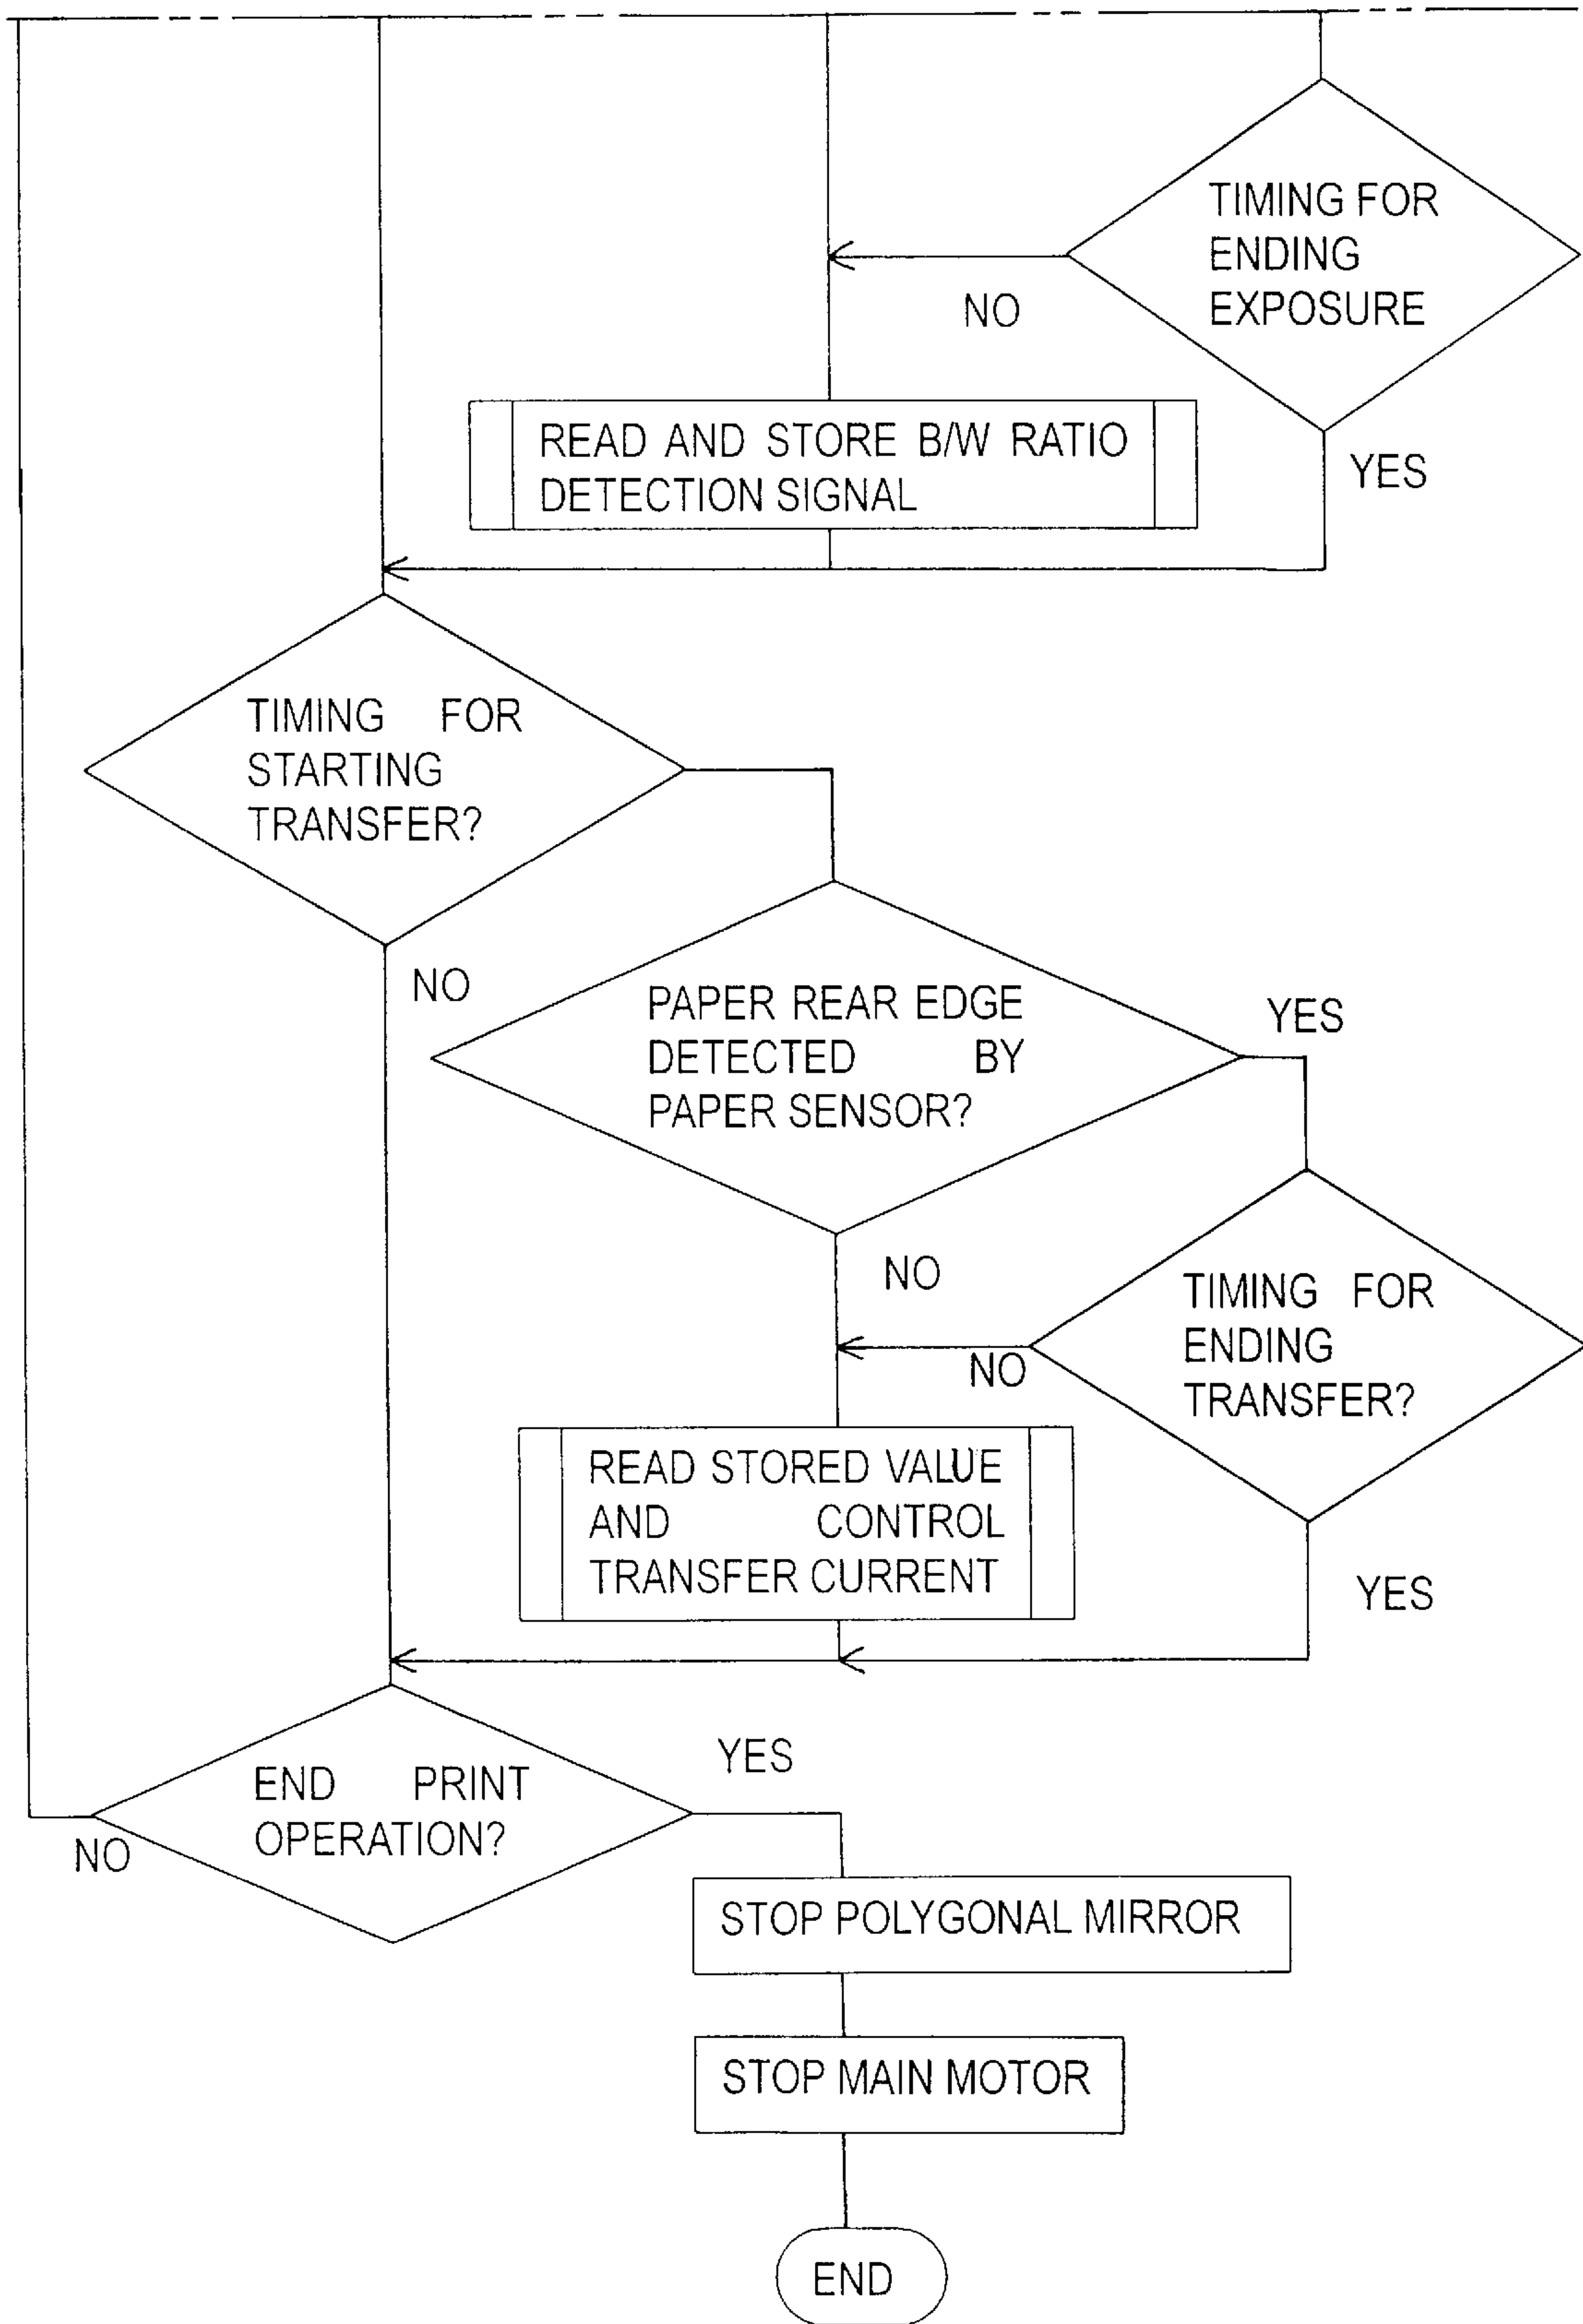 TIMING FOR
ENDING
EXPOSURE
NO
READ AND STORE B/W RATIO
DETECTION SIGNAL
YES
TIMING FOR
STARTING
TRANSFER?
NO
PAPER REAR EDGE
DETECTED BY
PAPER SENSOR?
YES
NO
TIMING FOR
ENDING
TRANSFER?
NO
READ STORED VALUE
AND CONTROL
TRANSFER CURRENT
YES
END PRINT
OPERATION?
YES
NO
STOP POLYGONAL MIRROR
STOP MAIN MOTOR
END